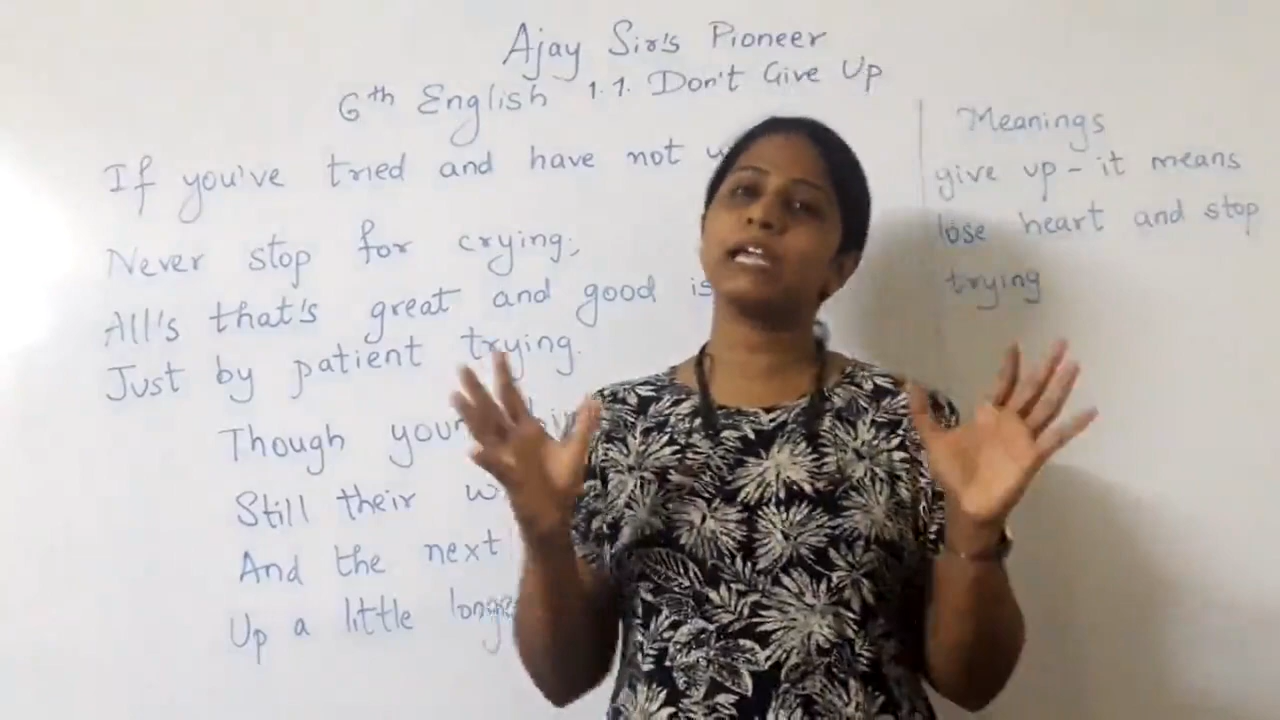 Ajay Sir's Pioneer
6th English 1.1. Don't Give Up
If you've tried and have not
Never stop for crying;
All's that's great and good is
Just by patient trying.
Though
Still their
And the next
Up a little
Meanings
give up - it means
lose heart and stop
trying